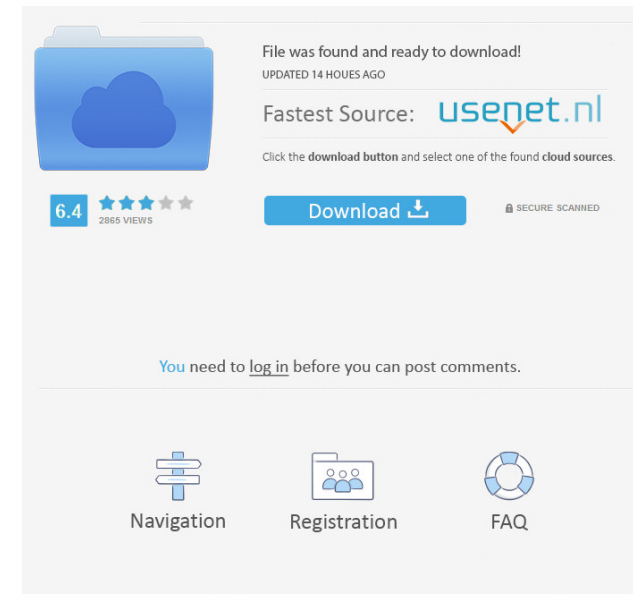 File was found and ready to download!
UPDATED 14 HOUES AGO
Fastest Source: usenet.nl
Click the download button and select one of the found cloud sources.
6.4
2865 VIEWS
Download
SECURE SCANNED
You need to log in before you can post comments.
Navigation
Registration
FAQ